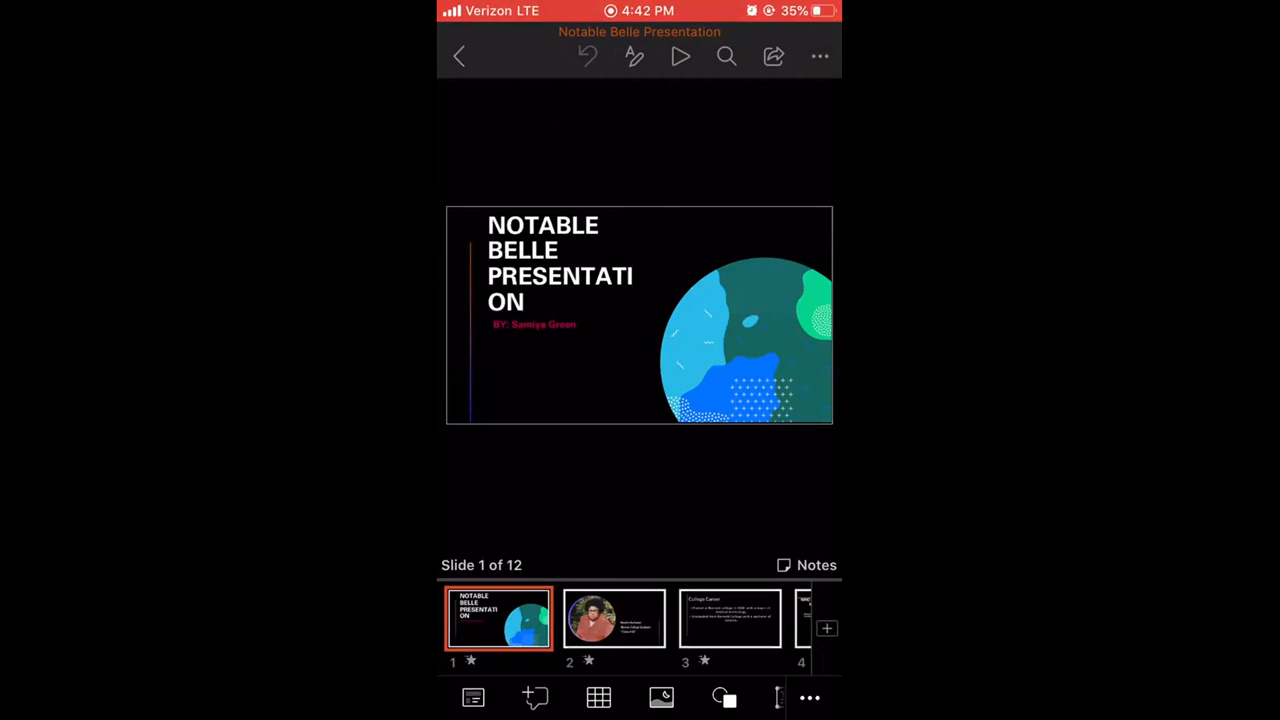 Verizon LTE 4:42 PM 35%
Notable Belle Presentation
NOTABLE
BELLE
PRESENTATI
ON
BY: Samiya Green
Slide 1 of 12
Notes
NOTABLE
BELLE
PRESENTATI
ON
College Career
1
2
3
4